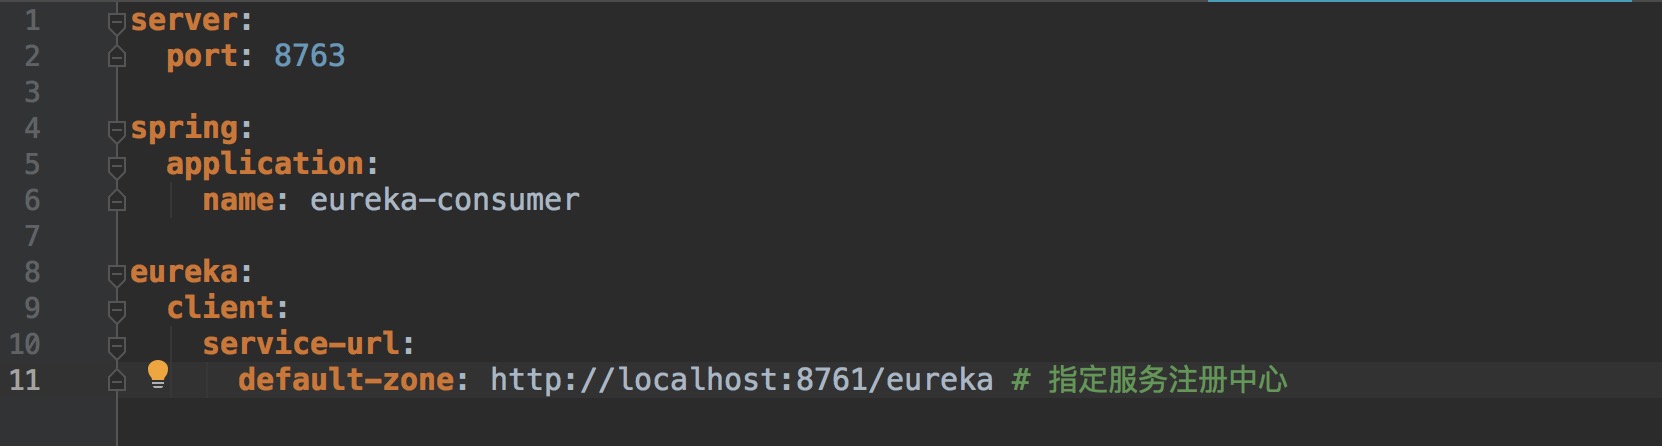 1 server:
2   port: 8763
3
4 spring:
5   application:
6     name: eureka-consumer
7
8 eureka:
9   client:
10     service-url:
11       default-zone: http://localhost:8761/eureka # 指定服务注册中心